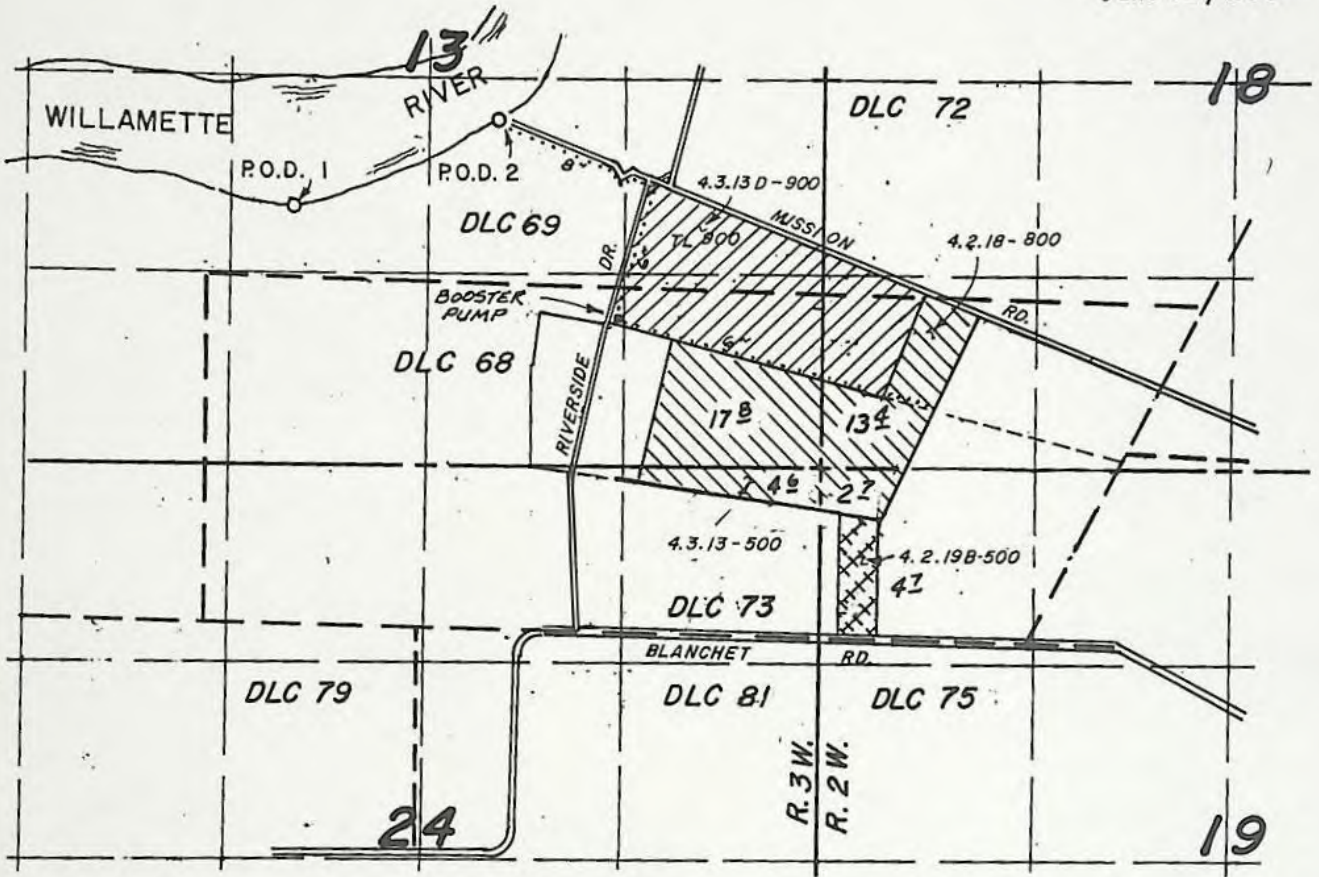 13
18
WILLAMETTE
RIVER
DLC 72
P.O.D. 1
P.O.D. 2
8"
4.3.13 D-900
DLC 69
TL 900
MISSION
4.2.18-800
DR.
6"
BOOSTER
PUMP
RD.
DLC 68
6"
RIVERSIDE
17 8
13 4
4 6
2 7
4.3.13-500
4.2.19B-500
4 7
DLC 73
BLANCHET
RD.
DLC 79
DLC 81
DLC 75
R. 3 W.
R. 2 W.
24
19